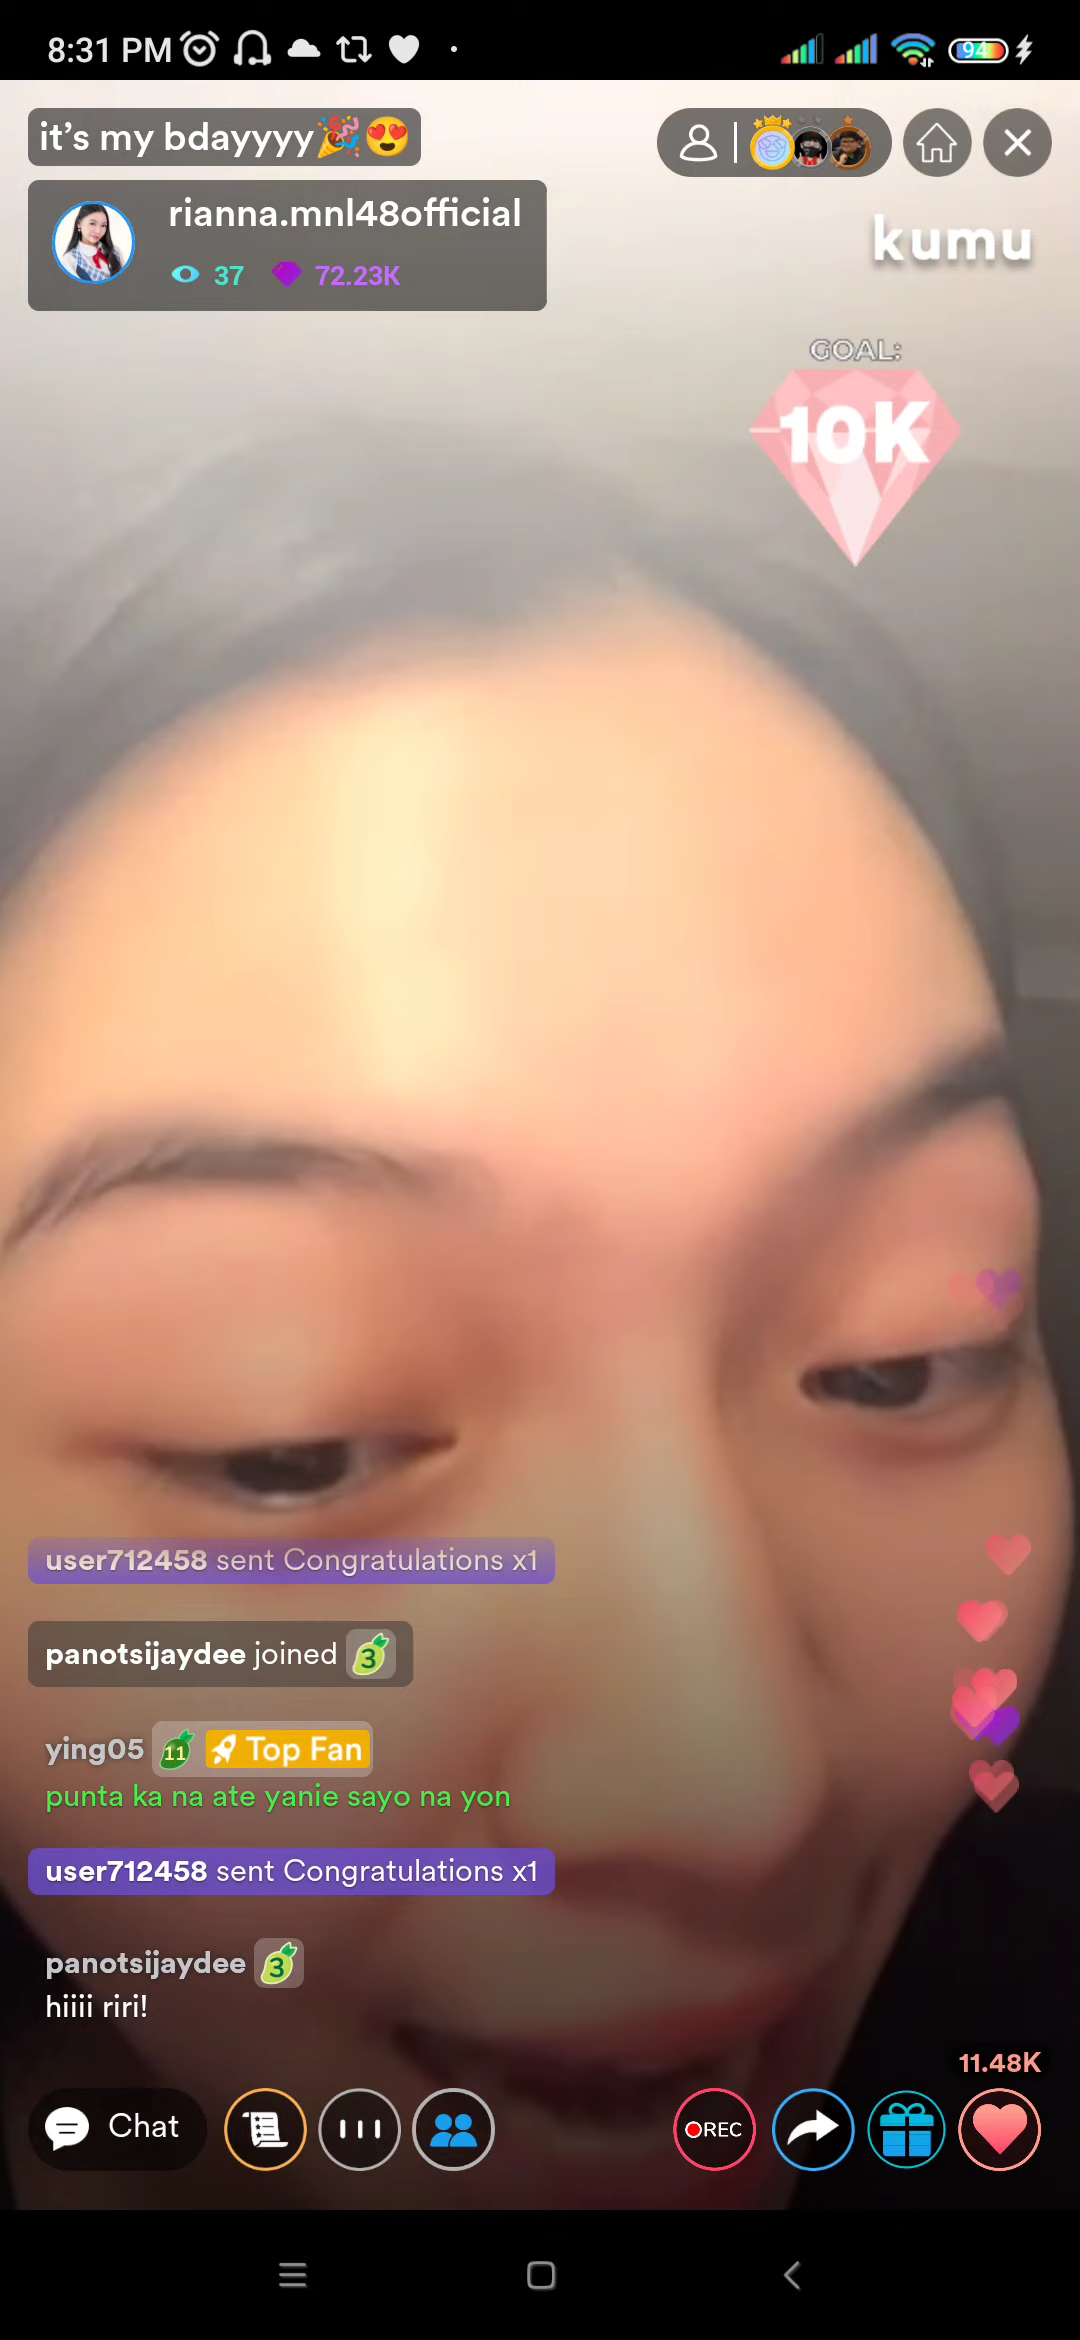 8:31 PM
94
it's my bdayyyy🎉😍
rianna.mnl48official
37 72.23K
kumu
GOAL:
10K
user712458 sent Congratulations x1
panotsijaydee joined 3
ying05 11 Top Fan
punta ka na ate yanie sayo na yon
user712458 sent Congratulations x1
panotsijaydee 3
hiiii riri!
11.48K
Chat
REC